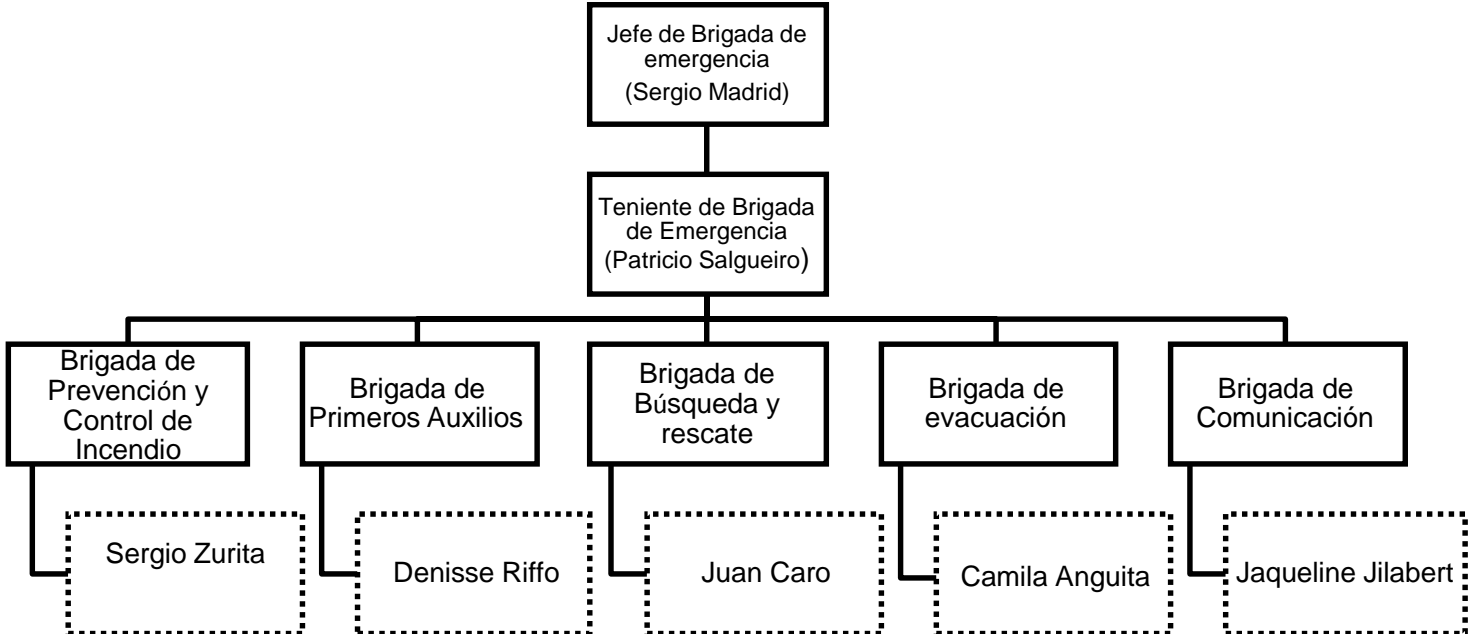 Jefe de Brigada de
emergencia
(Sergio Madrid)
Teniente de Brigada
de Emergencia
(Patricio Salgueiro)
Brigada de
Prevención y
Control de
Incendio
Brigada de
Primeros Auxilios
Brigada de
Búsqueda y
rescate
Brigada de
evacuación
Brigada de
Comunicación
Sergio Zurita
Denisse Riffo
Juan Caro
Camila Anguita
Jaqueline Jilabert